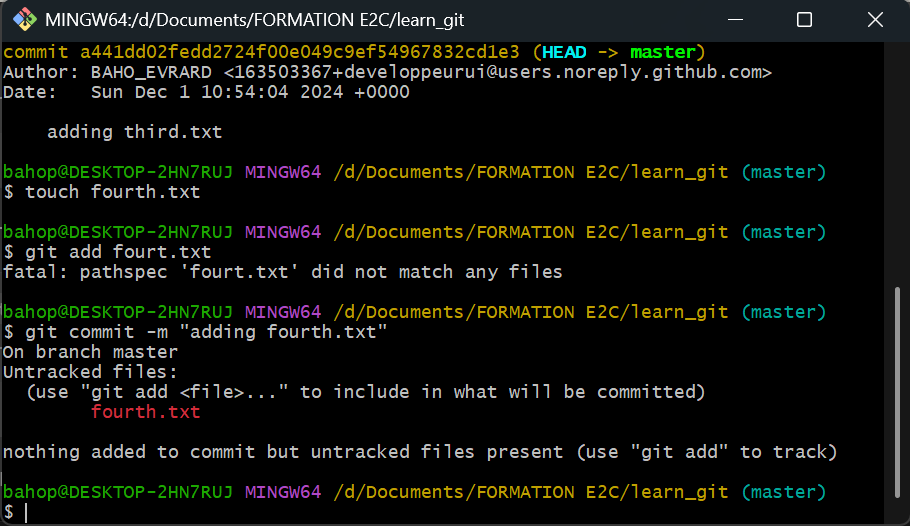 MINGW64:/d/Documents/FORMATION E2C/learn_git
commit a441dd02fedd2724f00e049c9ef54967832cd1e3 (HEAD -> master)
Author: BAHO_EVRARD <163503367+developpeurui@users.noreply.github.com>
Date:   Sun Dec 1 10:54:04 2024 +0000
    adding third.txt
bahop@DESKTOP-2HN7RUJ MINGW64 /d/Documents/FORMATION E2C/learn_git (master)
$ touch fourth.txt
bahop@DESKTOP-2HN7RUJ MINGW64 /d/Documents/FORMATION E2C/learn_git (master)
$ git add fourt.txt
fatal: pathspec 'fourt.txt' did not match any files
bahop@DESKTOP-2HN7RUJ MINGW64 /d/Documents/FORMATION E2C/learn_git (master)
$ git commit -m "adding fourth.txt"
On branch master
Untracked files:
  (use "git add <file>..." to include in what will be committed)
        fourth.txt
nothing added to commit but untracked files present (use "git add" to track)
bahop@DESKTOP-2HN7RUJ MINGW64 /d/Documents/FORMATION E2C/learn_git (master)
$